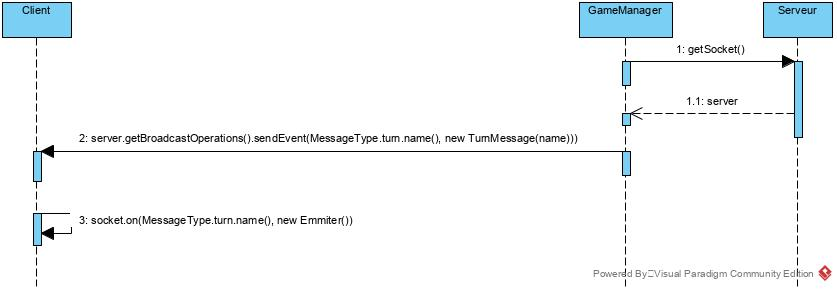 Client
GameManager
Serveur
1: getSocket()
1.1: server
2: server.getBroadcastOperations().sendEvent(MessageType.turn.name(), new TurnMessage(name)))
3: socket.on(MessageType.turn.name(), new Emmiter())
Powered By Visual Paradigm Community Edition